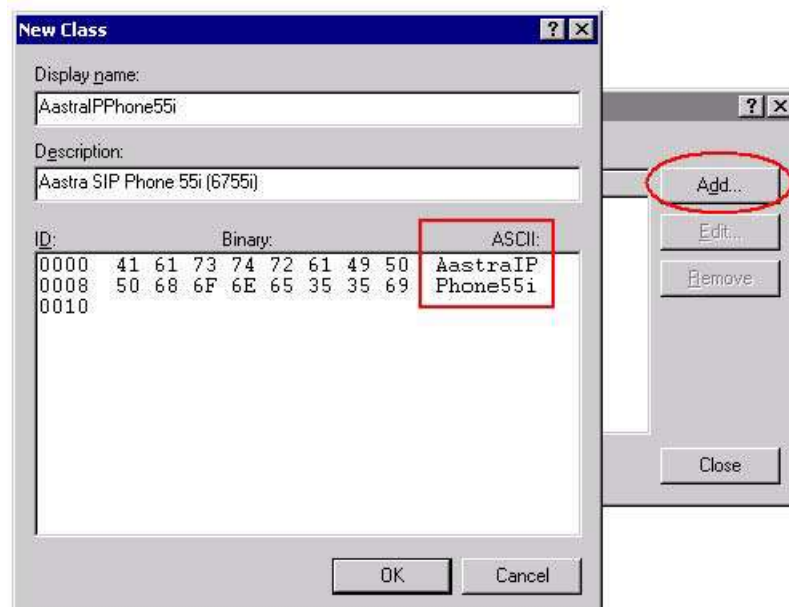 New Class
Display name:
AastraIPPhone55i
Description:
Aastra SIP Phone 55i (6755i)
ID: Binary: ASCII:
0000 41 61 73 74 72 61 49 50 AastraIP
0008 50 68 6F 6E 65 35 35 69 Phone55i
0010
OK Cancel
Add...
Edit...
Remove
Close